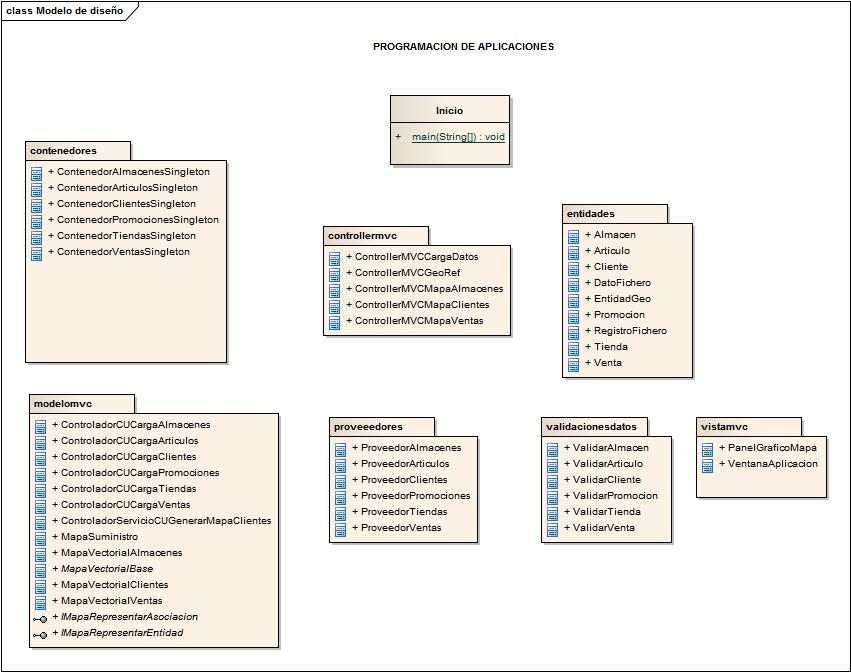 class Modelo de diseño
PROGRAMACION DE APLICACIONES
Inicio
+ main(String[]) : void
contenedores
+ ContenedorAlmacenesSingleton
+ ContenedorArticulosSingleton
+ ContenedorClientesSingleton
+ ContenedorPromocionesSingleton
+ ContenedorTiendasSingleton
+ ContenedorVentasSingleton
controllermvc
+ ControllerMVCCargaDatos
+ ControllerMVCGeoRef
+ ControllerMVCMapaAlmacenes
+ ControllerMVCMapaClientes
+ ControllerMVCMapaVentas
entidades
+ Almacen
+ Articulo
+ Cliente
+ DatoFichero
+ EntidadGeo
+ Promocion
+ RegistroFichero
+ Tienda
+ Venta
modelomvc
+ ControladorCUCargaAlmacenes
+ ControladorCUCargaArticulos
+ ControladorCUCargaClientes
+ ControladorCUCargaPromociones
+ ControladorCUCargaTiendas
+ ControladorCUCargaVentas
+ ControladorServicioCUGenerarMapaClientes
+ MapaSuministro
+ MapaVectorialAlmacenes
+ MapaVectorialBase
+ MapaVectorialClientes
+ MapaVectorialVentas
+ IMapaRepresentarAsociacion
+ IMapaRepresentarEntidad
proveeedores
+ ProveedorAlmacenes
+ ProveedorArticulos
+ ProveedorClientes
+ ProveedorPromociones
+ ProveedorTiendas
+ ProveedorVentas
validacionesdatos
+ ValidarAlmacen
+ ValidarArticulo
+ ValidarCliente
+ ValidarPromocion
+ ValidarTienda
+ ValidarVenta
vistamvc
+ PanelGraficoMapa
+ VentanaAplicacion